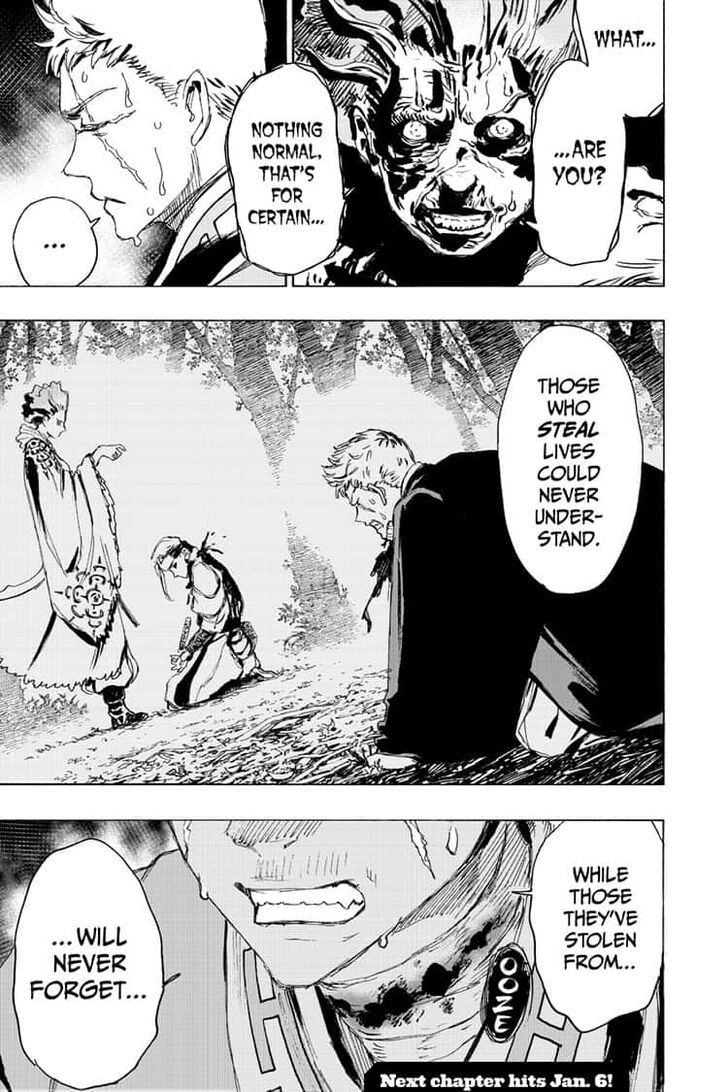 WHAT...
...ARE
YOU?
NOTHING
NORMAL,
THAT'S
FOR
CERTAIN...
...
THOSE
WHO
STEAL
LIVES
COULD
NEVER
UNDER-
STAND.
WHILE
THOSE
THEY'VE
STOLEN
FROM...
OOZE
...WILL
NEVER
FORGET...
Next chapter hits Jan. 6!